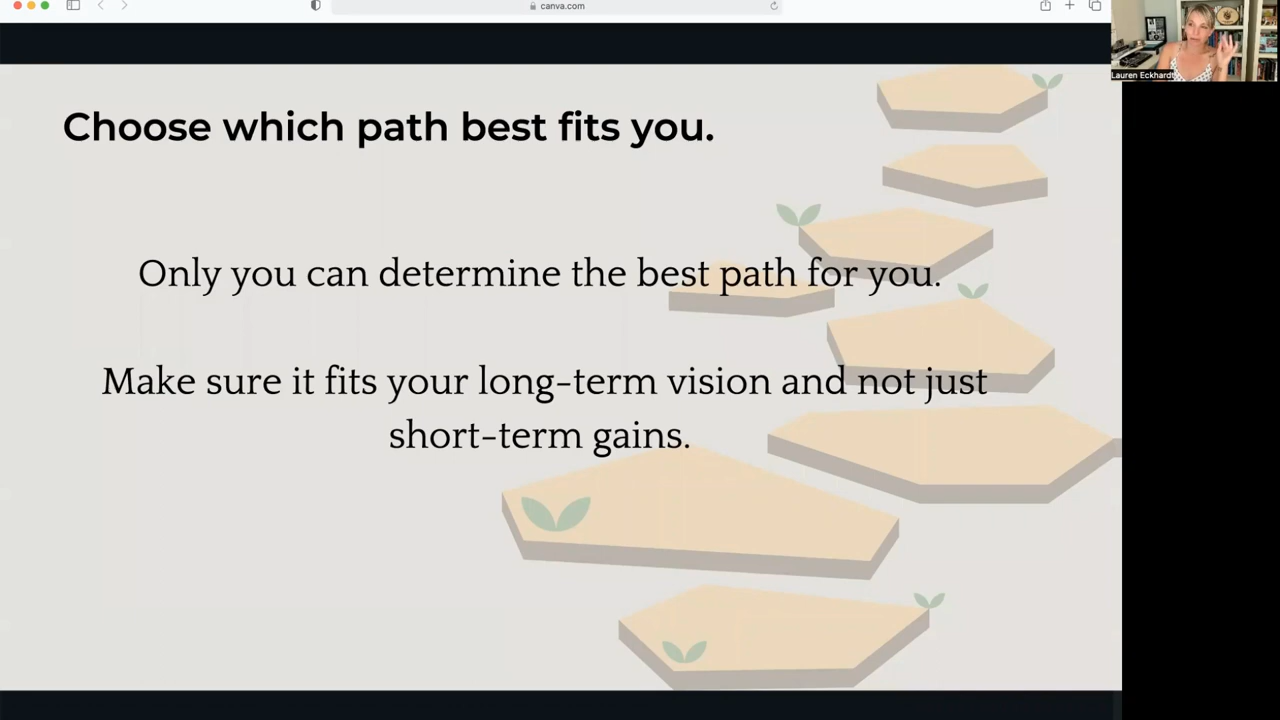 canva.com
Lauren Eckhardt
Choose which path best fits you.
Only you can determine the best path for you.
Make sure it fits your long-term vision and not just
short-term gains.